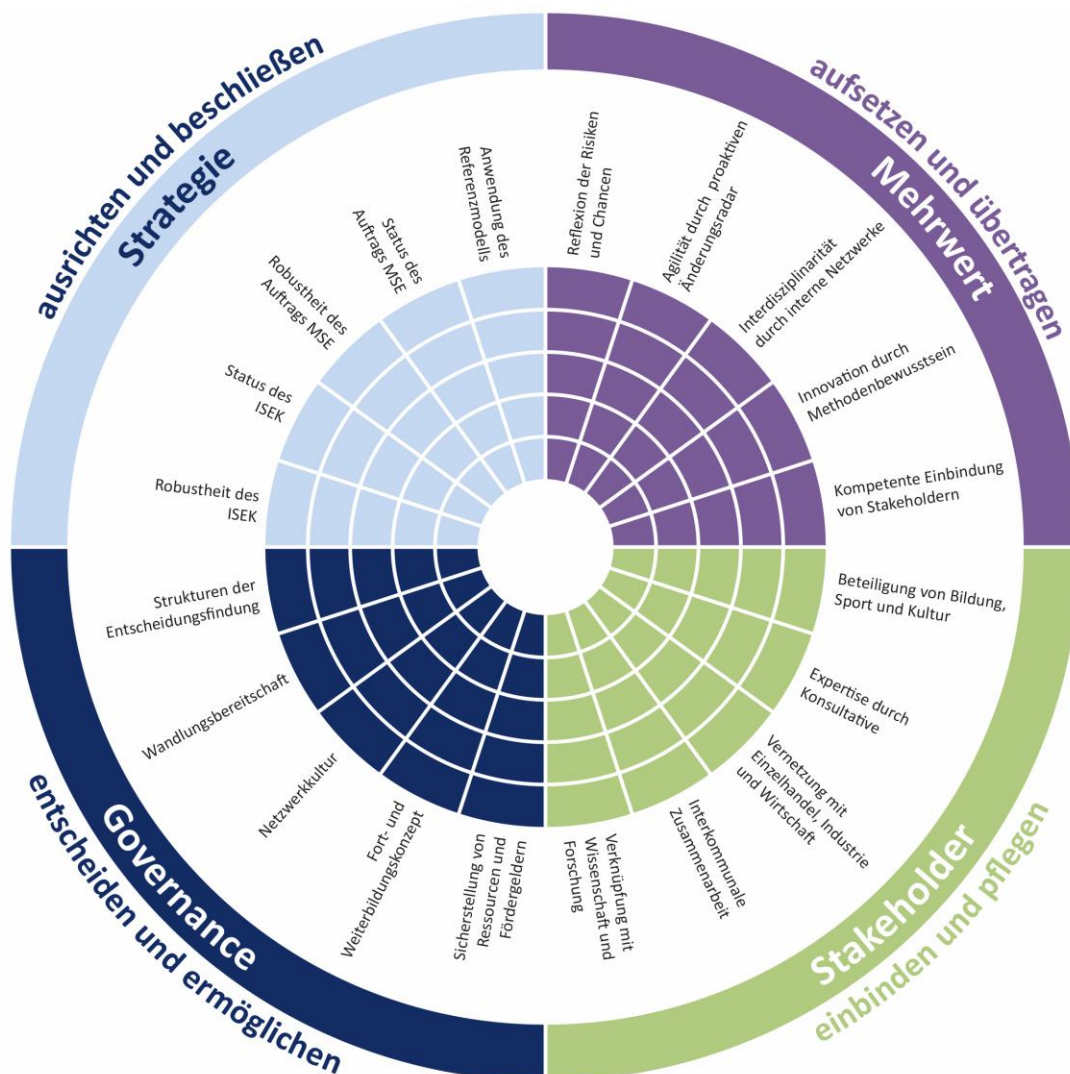 ausrichten und beschließen
Strategie
aufsetzen und übertragen
Mehrwert
Anwendung des
Referenzmodells
Status des
Auftrags MSE
Robustheit des
Auftrags MSE
Status des
ISEK
Robustheit des
ISEK
Reflexion der Risiken
und Chancen
Agilität durch proaktiven
Änderungsradar
Interdisziplinarität
durch interne Netzwerke
Innovation durch
Methodenbewusstsein
Kompetente Einbindung
von Stakeholdern
Strukturen der
Entscheidungsfindung
Wandlungsbereitschaft
Netzwerkkultur
Fort- und
Weiterbildungskonzept
Sicherstellung von
Ressourcen und
Fördergeldern
Beteiligung von Bildung,
Sport und Kultur
Expertise durch
Konsultative
Vernetzung mit
Einzelhandel, Industrie
und Wirtschaft
Interkommunale
Zusammenarbeit
Verknüpfung mit
Wissenschaft und
Forschung
Governance
entscheiden und ermöglichen
Stakeholder
einbinden und pflegen